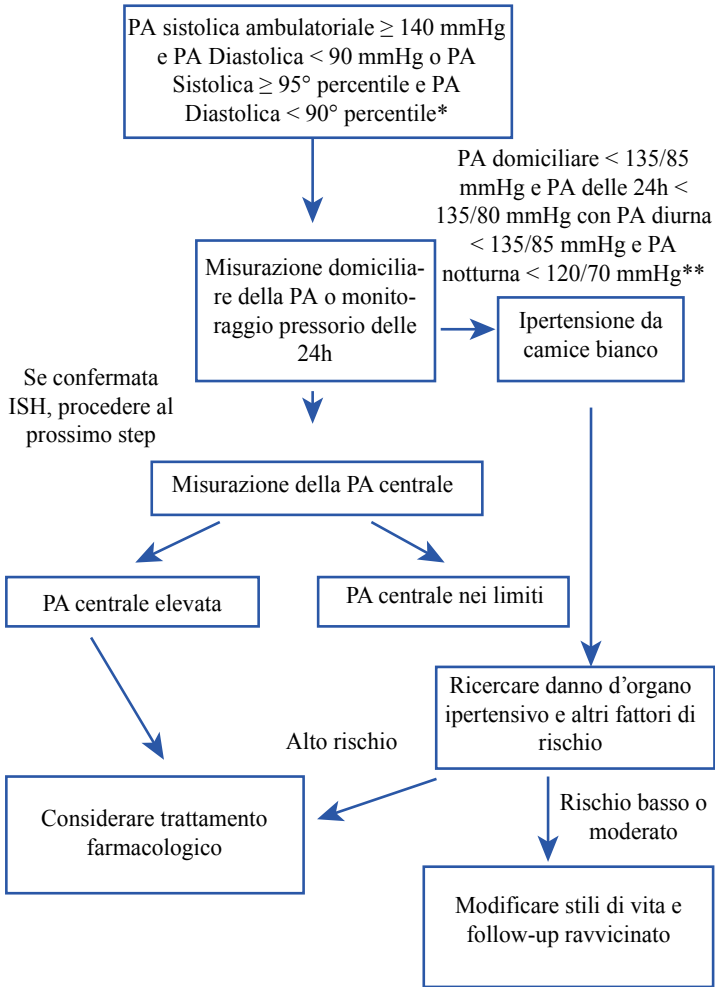 PA sistolica ambulatoriale ≥ 140 mmHg
e PA Diastolica < 90 mmHg o PA
Sistolica ≥ 95° percentile e PA
Diastolica < 90° percentile*
PA domiciliare < 135/85
mmHg e PA delle 24h <
135/80 mmHg con PA diurna
< 135/85 mmHg e PA
notturna < 120/70 mmHg**
Misurazione domicilia-
re della PA o monito-
raggio pressorio delle
24h
Ipertensione da
camice bianco
Se confermata
ISH, procedere al
prossimo step
Misurazione della PA centrale
PA centrale elevata
PA centrale nei limiti
Ricercare danno d'organo
ipertensivo e altri fattori di
rischio
Alto rischio
Considerare trattamento
farmacologico
Rischio basso o
moderato
Modificare stili di vita e
follow-up ravvicinato